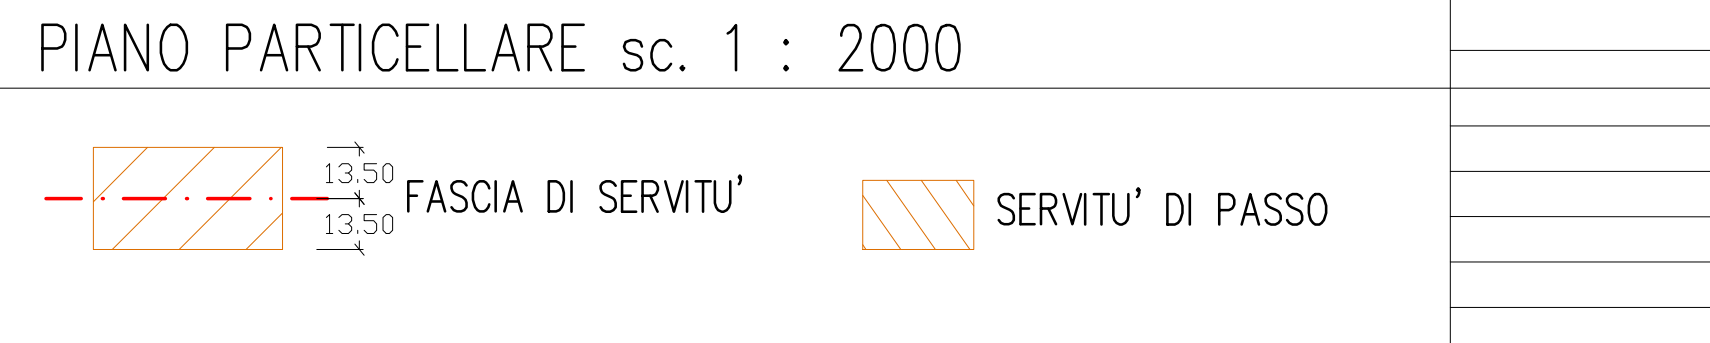 PIANO PARTICELLARE sc. 1 : 2000
13.50
13.50
FASCIA DI SERVITU'
SERVITU' DI PASSO